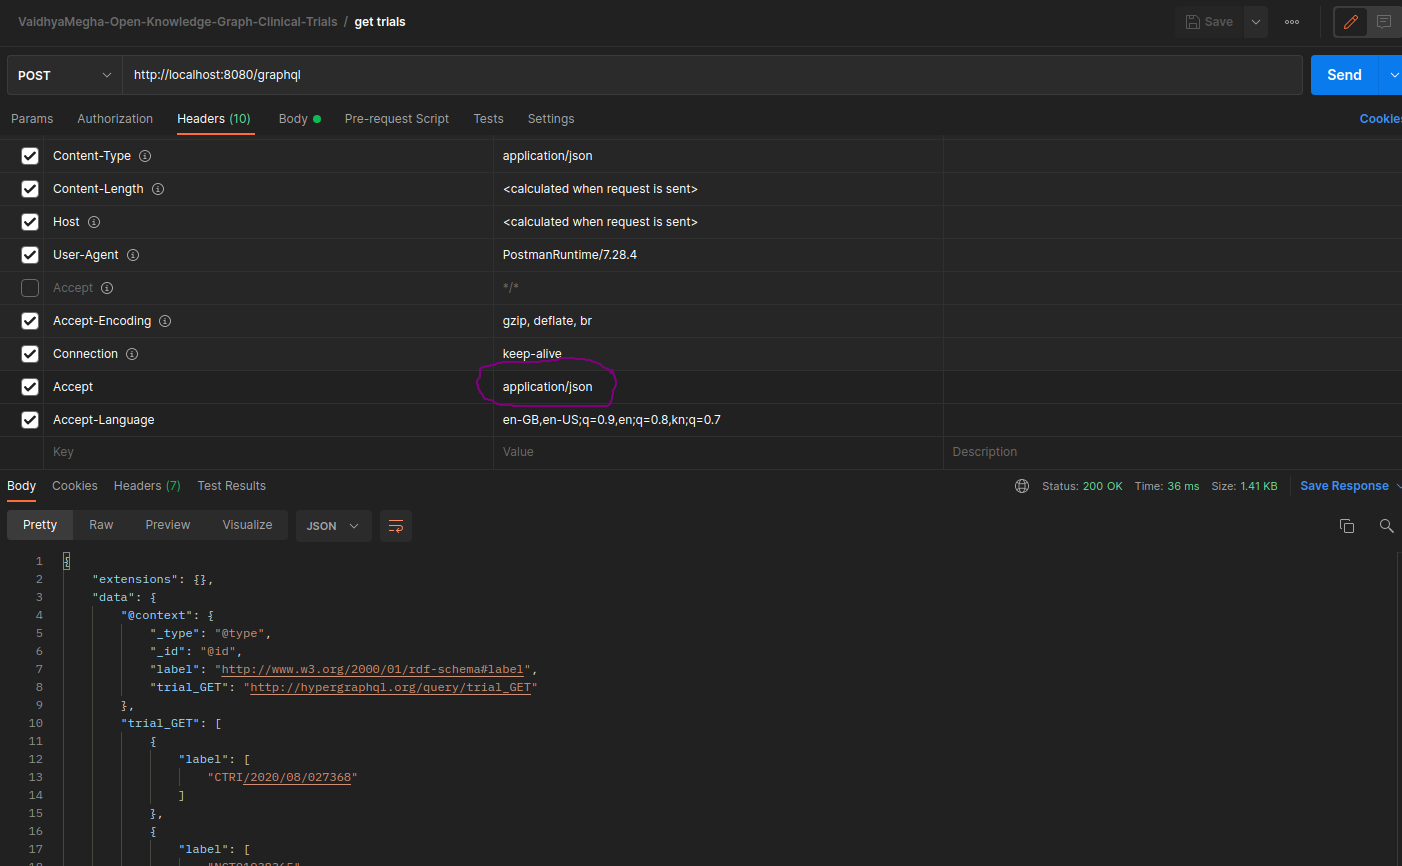 VaidhyaMegha-Open-Knowledge-Graph-Clinical-Trials / get trials
Save
POST http://localhost:8080/graphql Send
Params Authorization Headers (10) Body Pre-request Script Tests Settings Cookies
Content-Type application/json
Content-Length <calculated when request is sent>
Host <calculated when request is sent>
User-Agent PostmanRuntime/7.28.4
Accept */*
Accept-Encoding gzip, deflate, br
Connection keep-alive
Accept application/json
Accept-Language en-GB,en-US;q=0.9,en;q=0.8,kn;q=0.7
Key Value Description
Body Cookies Headers (7) Test Results Status: 200 OK Time: 36 ms Size: 1.41 KB Save Response
Pretty Raw Preview Visualize JSON
1 {
2 "extensions": {},
3 "data": {
4 "@context": {
5 "_type": "@type",
6 "_id": "@id",
7 "label": "http://www.w3.org/2000/01/rdf-schema#label",
8 "trial_GET": "http://hypergraphql.org/query/trial_GET"
9 },
10 "trial_GET": [
11 {
12 "label": [
13 "CTRI/2020/08/027368"
14 ]
15 },
16 {
17 "label": [
18